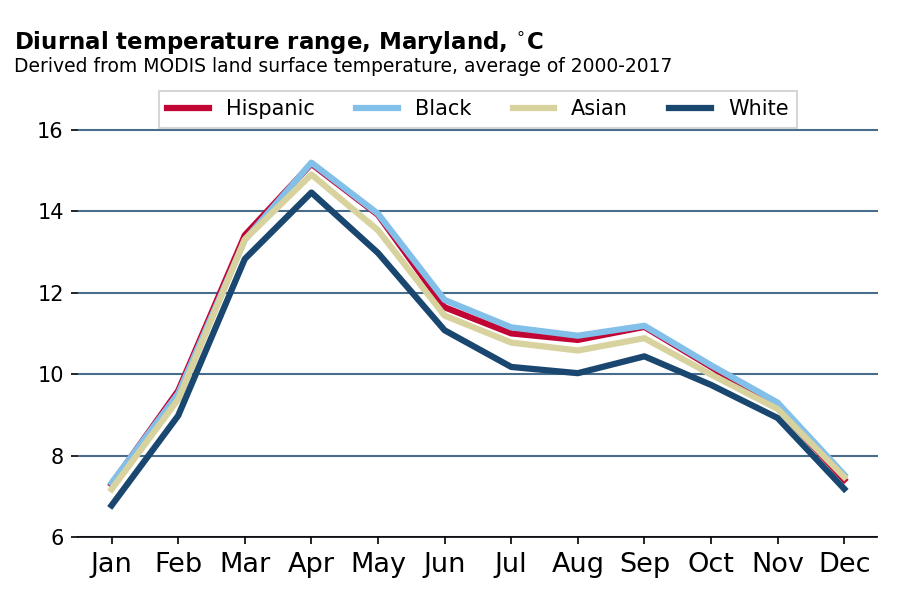 Diurnal temperature range, Maryland, °C
Derived from MODIS land surface temperature, average of 2000-2017
Hispanic Black Asian White
16
14
12
10
8
6
Jan Feb Mar Apr May Jun Jul Aug Sep Oct Nov Dec